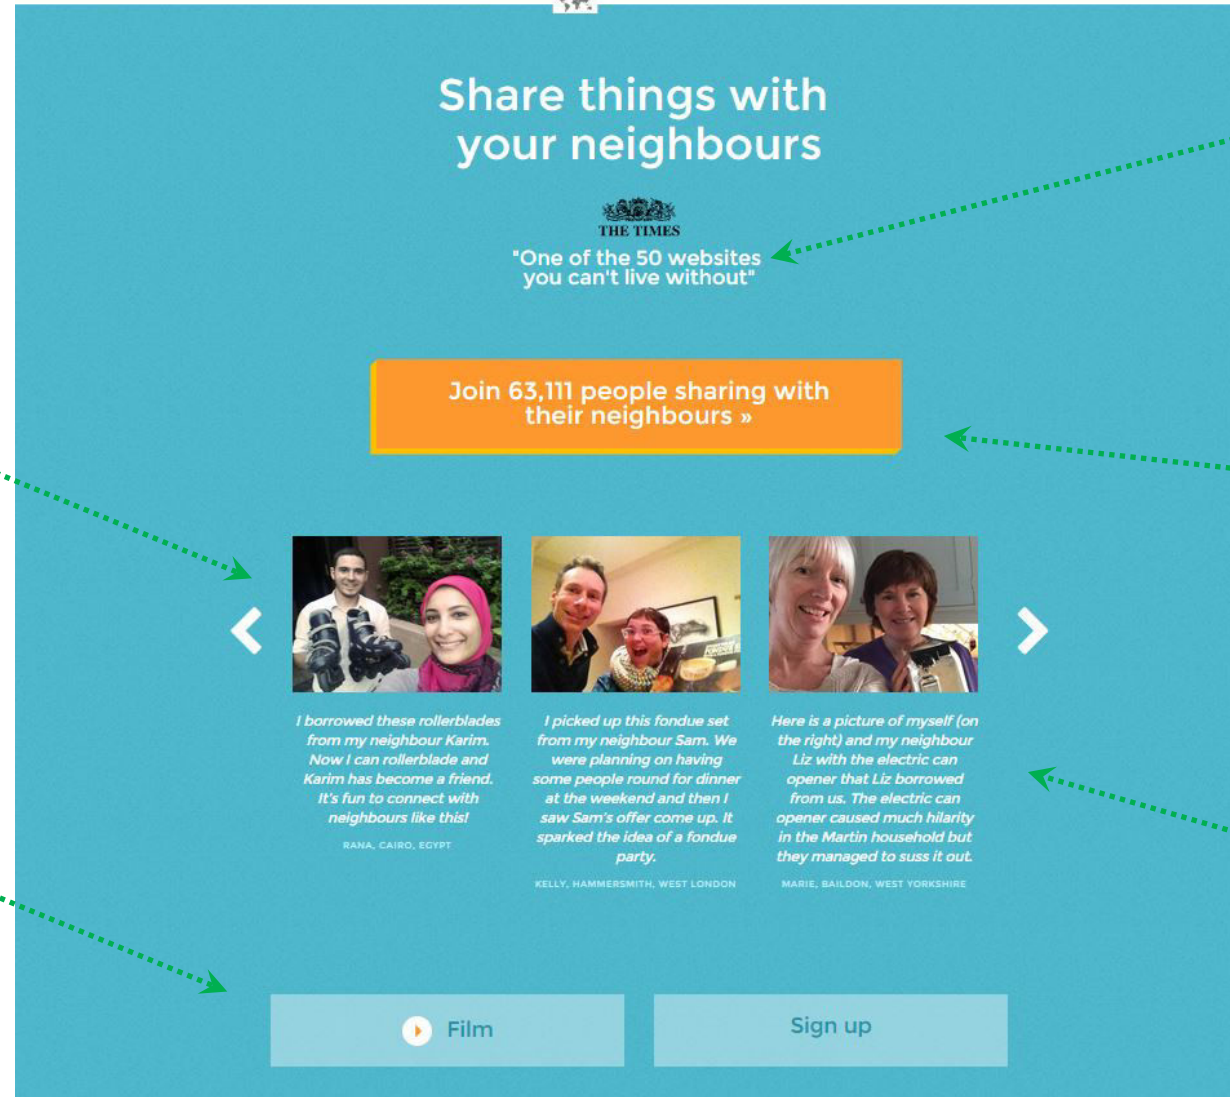 Share things with
your neighbours
THE TIMES
"One of the 50 websites
you can't live without"
Join 63,111 people sharing with
their neighbours »
I borrowed these rollerblades
from my neighbour Karim.
Now I can rollerblade and
Karim has become a friend.
It's fun to connect with
neighbours like this!
RANA, CAIRO, EGYPT
I picked up this fondue set
from my neighbour Sam. We
were planning on having
some people round for dinner
at the weekend and then I
saw Sam's offer come up. It
sparked the idea of a fondue
party.
KELLY, HAMMERSMITH, WEST LONDON
Here is a picture of myself (on
the right) and my neighbour
Liz with the electric can
opener that Liz borrowed
from us. The electric can
opener caused much hilarity
in the Martin household but
they managed to suss it out.
MARIE, BAILDON, WEST YORKSHIRE
Film
Sign up